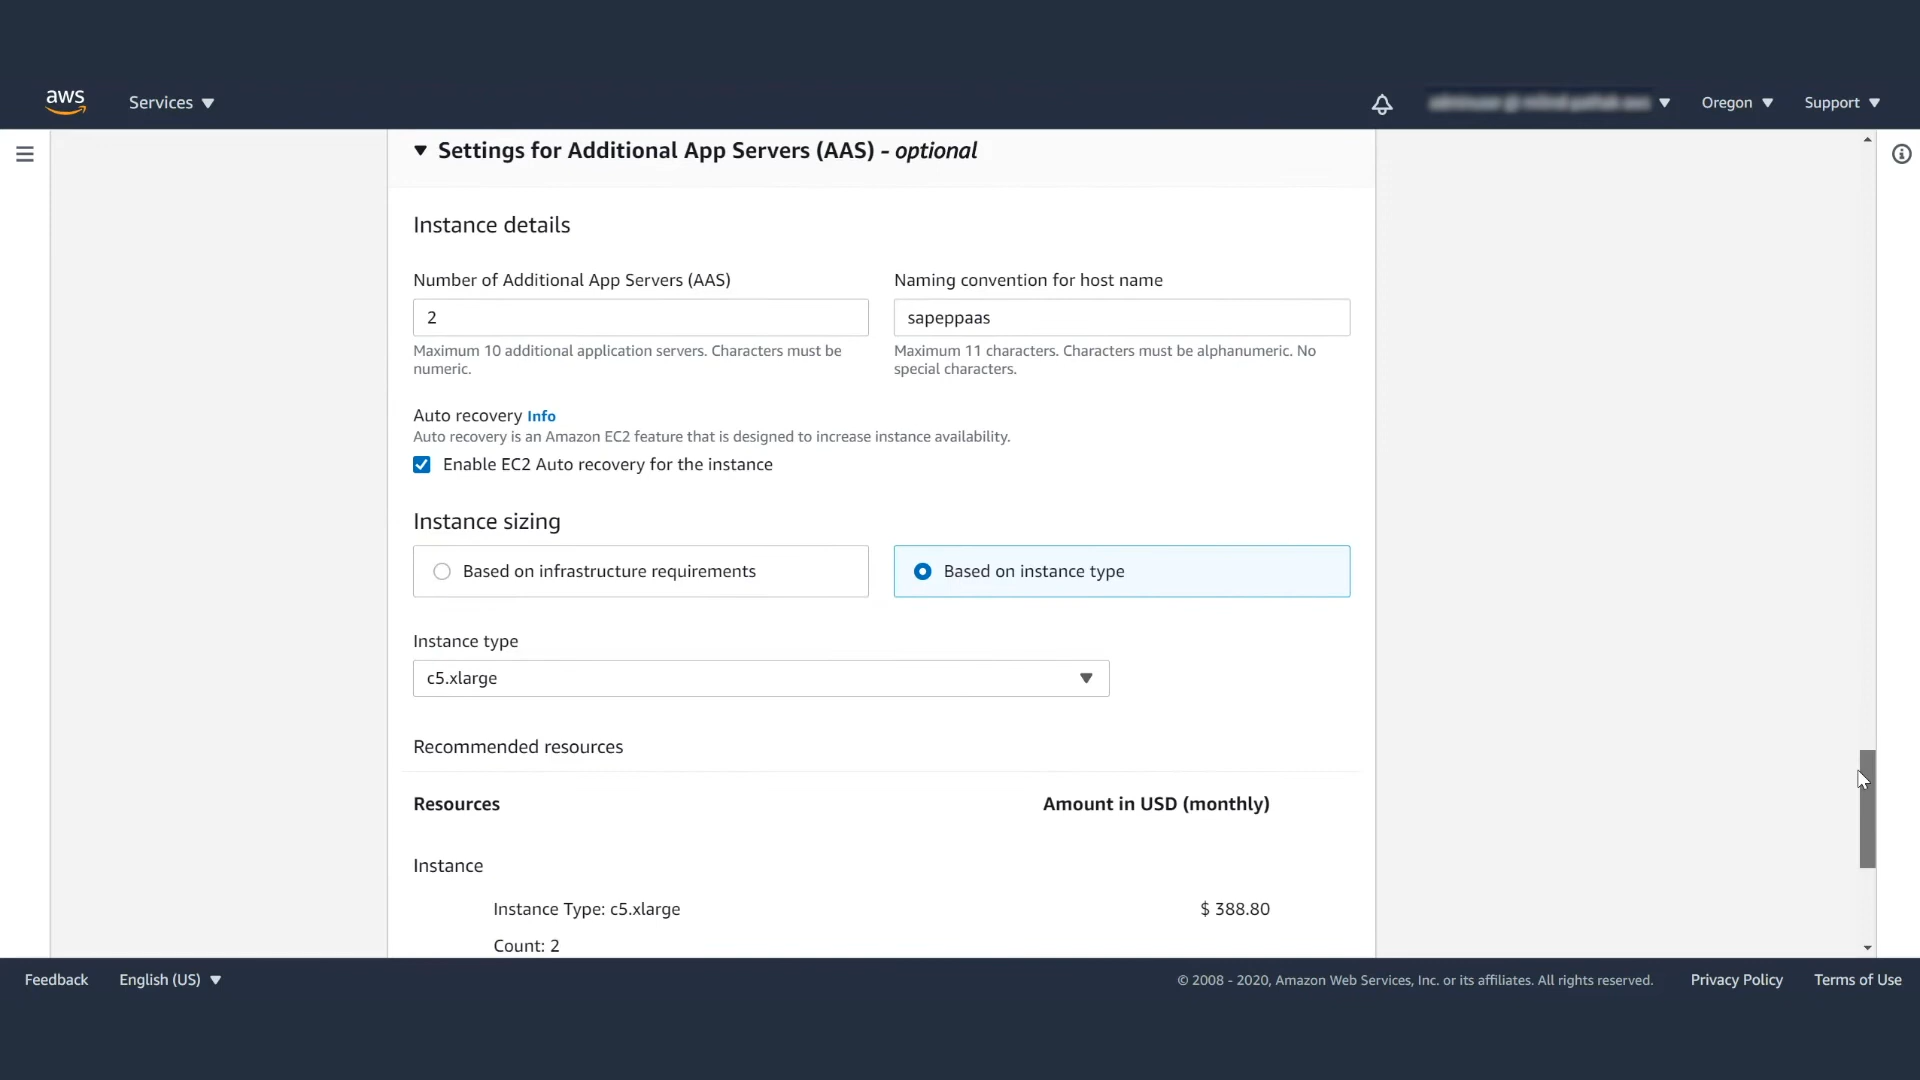 aws
Services
Oregon
Support
Settings for Additional App Servers (AAS) - optional
Instance details
Number of Additional App Servers (AAS)
Naming convention for host name
2
sapeppaas
Maximum 10 additional application servers. Characters must be
numeric.
Maximum 11 characters. Characters must be alphanumeric. No
special characters.
Auto recovery Info
Auto recovery is an Amazon EC2 feature that is designed to increase instance availability.
Enable EC2 Auto recovery for the instance
Instance sizing
Based on infrastructure requirements
Based on instance type
Instance type
c5.xlarge
Recommended resources
Resources
Amount in USD (monthly)
Instance
Instance Type: c5.xlarge
$ 388.80
Count: 2
Feedback
English (US)
© 2008 - 2020, Amazon Web Services, Inc. or its affiliates. All rights reserved.
Privacy Policy
Terms of Use